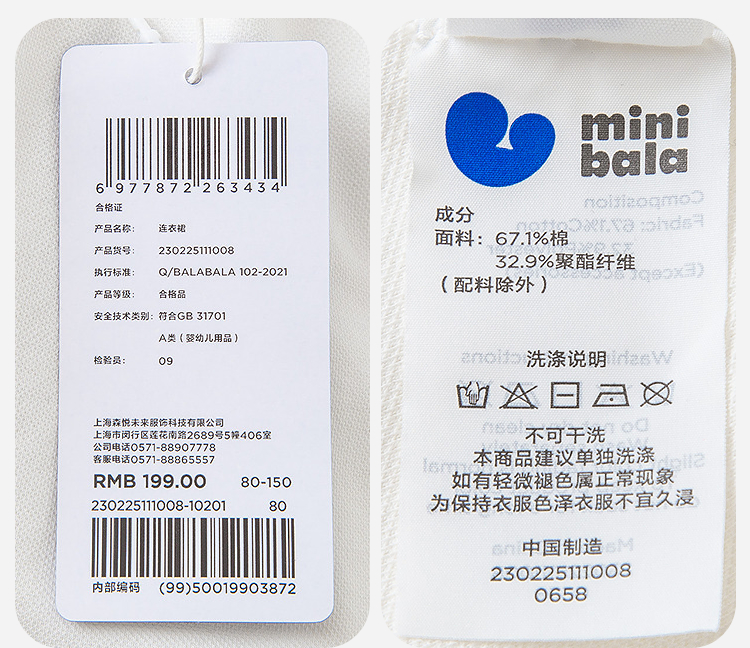 6 977872 263434
合格证
产品名称: 连衣裙
产品货号: 230225111008
执行标准: Q/BALABALA 102-2021
产品等级: 合格品
安全技术类别: 符合GB 31701
A类 (婴幼儿用品)
检验员: 09
上海森悦未来服饰科技有限公司
上海市闵行区莲花南路2689号5幢406室
公司电话0571-88907778
客服电话0571-88865557
RMB 199.00 80-150
230225111008-10201 80
内部编码 (99)50019903872
mini
bala
成分
面料: 67.1%棉
32.9%聚酯纤维
(配料除外)
洗涤说明
不可干洗
本商品建议单独洗涤
如有轻微褪色属正常现象
为保持衣服色泽衣服不宜久浸
中国制造
230225111008
0658